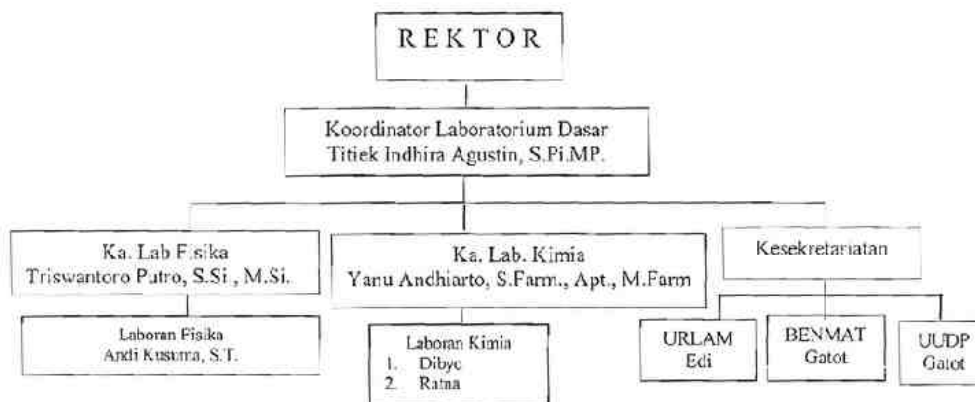 REKTOR
Koordinator Laboratorium Dasar
Titiek Indhira Agustin, S.Pi.MP.
Ka. Lab Fisika
Triswantoro Putro, S.Si., M.Si.
Ka. Lab. Kimia
Yanu Andhiarto, S.Farm., Apt., M.Farm
Kesekretariatan
Laboran Fisika
Andi Kusuma, S.T.
Laboran Kimia
1. Dibyo
2. Ratna
URLAM
Edi
BENMAT
Gatot
UUDP
Gatot